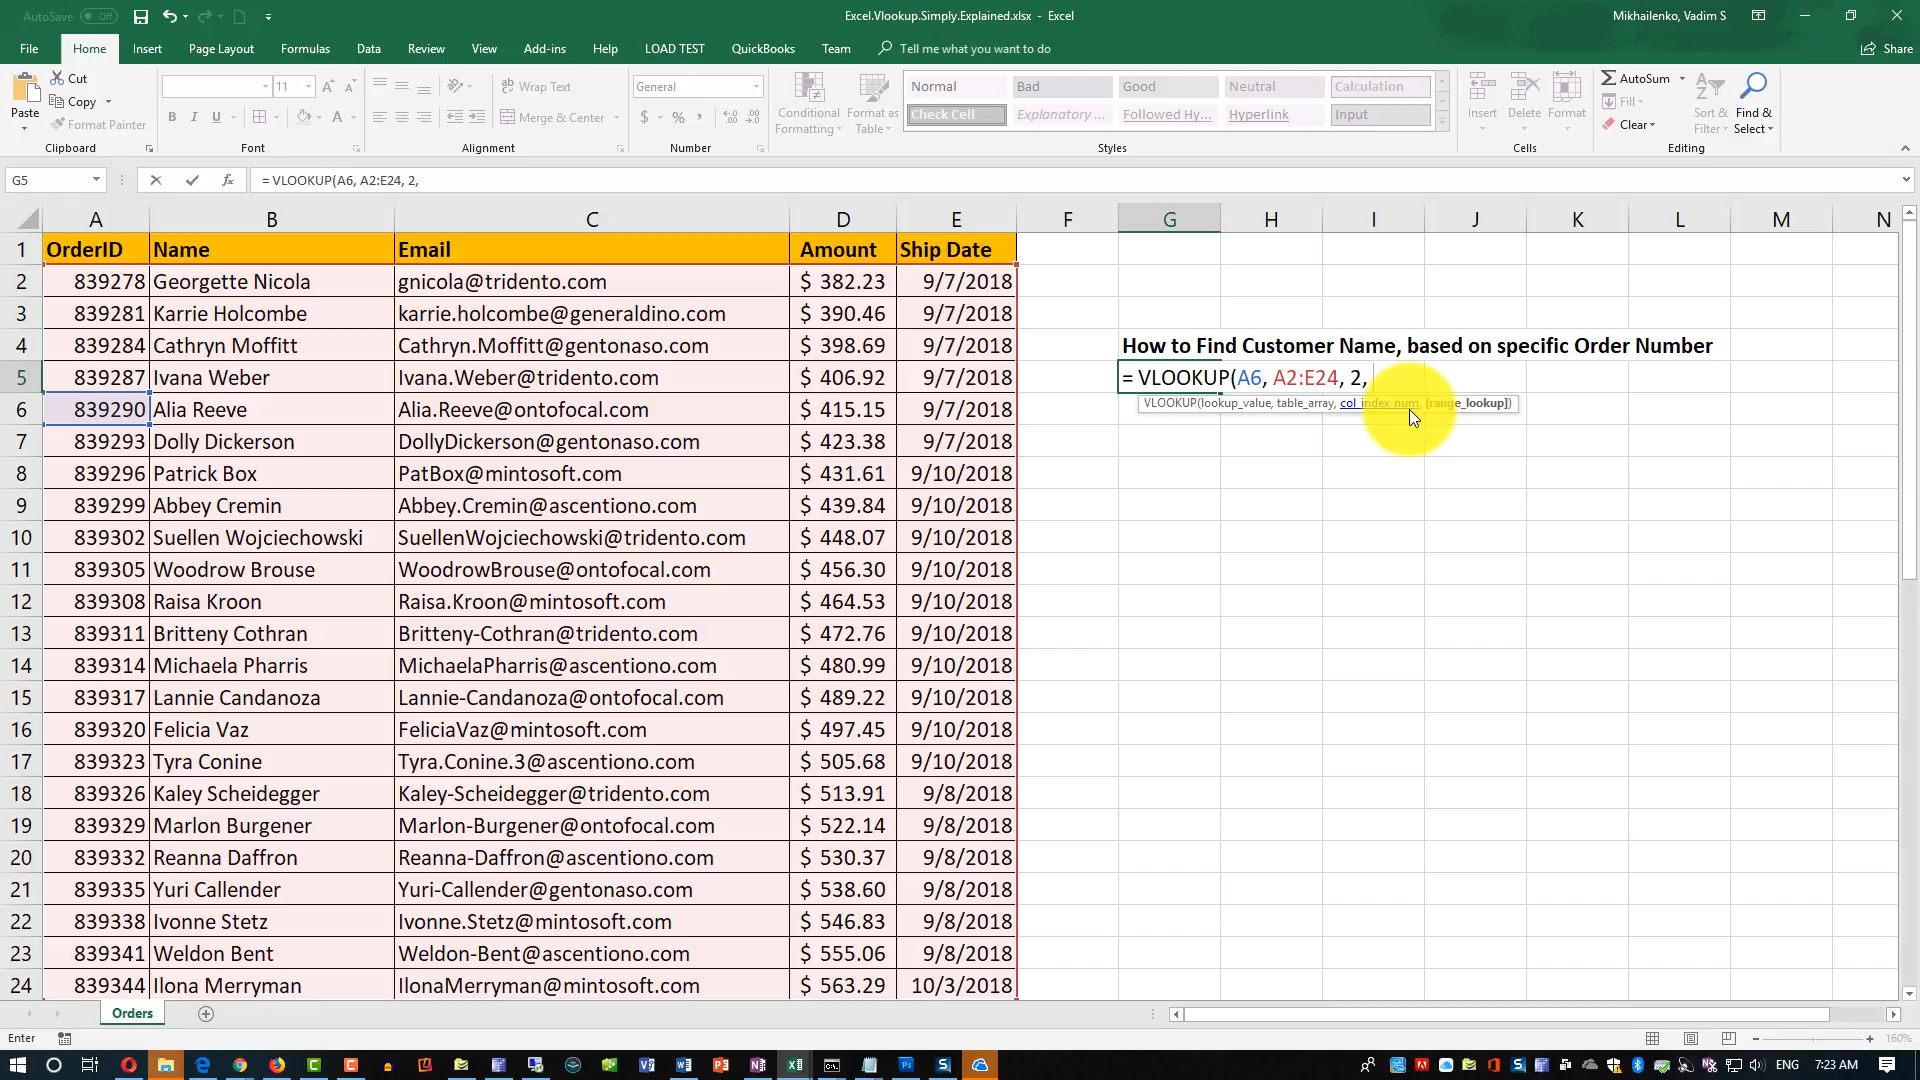 AutoSave Off
Excel.Vlookup.Simply.Explained.xlsx - Excel
Mikhailenko, Vadim S
File Home Insert Page Layout Formulas Data Review View Add-ins Help LOAD TEST QuickBooks Team Tell me what you want to do Share
Paste Cut Copy Format Painter Clipboard
11 B I U A Font
Wrap Text Merge & Center Alignment
General $ % , Number
Conditional Formatting Format as Table
Normal Bad Good Neutral Calculation
Check Cell Explanatory ... Followed Hy... Hyperlink Input
Styles
Insert Delete Format Cells
AutoSum Fill Clear Sort & Filter Find & Select Editing
G5 fx = VLOOKUP(A6, A2:E24, 2,
A B C D E F G H I J K L M N
1 OrderID Name Email Amount Ship Date
2 839278 Georgette Nicola gnicola@tridento.com $ 382.23 9/7/2018
3 839281 Karrie Holcombe karrie.holcombe@generaldino.com $ 390.46 9/7/2018
4 839284 Cathryn Moffitt Cathryn.Moffitt@gentonaso.com $ 398.69 9/7/2018 How to Find Customer Name, based on specific Order Number
5 839287 Ivana Weber Ivana.Weber@tridento.com $ 406.92 9/7/2018 = VLOOKUP(A6, A2:E24, 2,
VLOOKUP(lookup_value, table_array, col_index_num, [range_lookup])
6 839290 Alia Reeve Alia.Reeve@ontofocal.com $ 415.15 9/7/2018
7 839293 Dolly Dickerson DollyDickerson@gentonaso.com $ 423.38 9/7/2018
8 839296 Patrick Box PatBox@mintosoft.com $ 431.61 9/10/2018
9 839299 Abbey Cremin Abbey.Cremin@ascentiono.com $ 439.84 9/10/2018
10 839302 Suellen Wojciechowski SuellenWojciechowski@tridento.com $ 448.07 9/10/2018
11 839305 Woodrow Brouse WoodrowBrouse@ontofocal.com $ 456.30 9/10/2018
12 839308 Raisa Kroon Raisa.Kroon@mintosoft.com $ 464.53 9/10/2018
13 839311 Britteny Cothran Britteny-Cothran@tridento.com $ 472.76 9/10/2018
14 839314 Michaela Pharris MichaelaPharris@ascentiono.com $ 480.99 9/10/2018
15 839317 Lannie Candanoza Lannie-Candanoza@ontofocal.com $ 489.22 9/10/2018
16 839320 Felicia Vaz FeliciaVaz@mintosoft.com $ 497.45 9/10/2018
17 839323 Tyra Conine Tyra.Conine.3@ascentiono.com $ 505.68 9/10/2018
18 839326 Kaley Scheidegger Kaley-Scheidegger@tridento.com $ 513.91 9/8/2018
19 839329 Marlon Burgener Marlon-Burgener@ontofocal.com $ 522.14 9/8/2018
20 839332 Reanna Daffron Reanna-Daffron@ascentiono.com $ 530.37 9/8/2018
21 839335 Yuri Callender Yuri-Callender@gentonaso.com $ 538.60 9/8/2018
22 839338 Ivonne Stetz Ivonne.Stetz@mintosoft.com $ 546.83 9/8/2018
23 839341 Weldon Bent Weldon-Bent@ascentiono.com $ 555.06 9/8/2018
24 839344 Ilona Merryman IlonaMerryman@mintosoft.com $ 563.29 10/3/2018
Orders
Enter 160%
ENG 7:23 AM